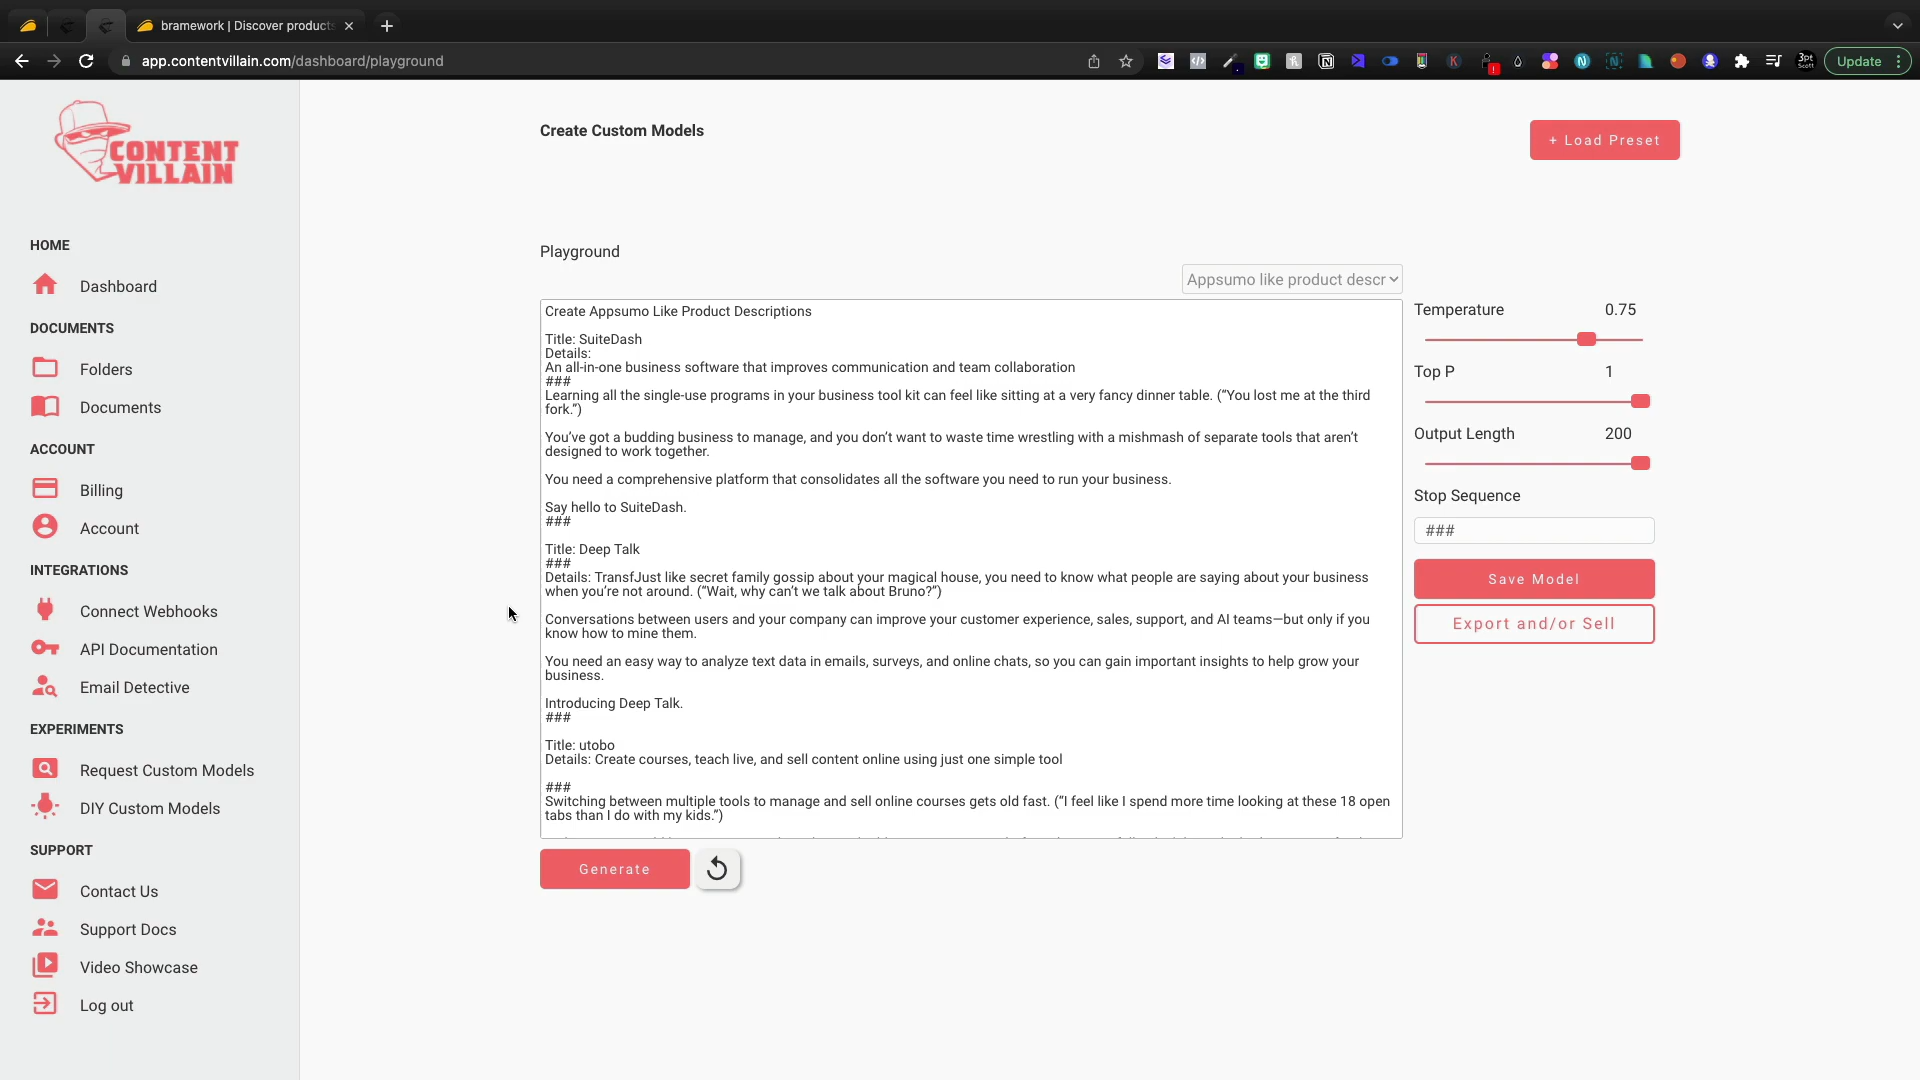 bramework | Discover products
app.contentvillain.com/dashboard/playground
Update
CONTENT
VILLAIN
HOME
Dashboard
DOCUMENTS
Folders
Documents
ACCOUNT
Billing
Account
INTEGRATIONS
Connect Webhooks
API Documentation
Email Detective
EXPERIMENTS
Request Custom Models
DIY Custom Models
SUPPORT
Contact Us
Support Docs
Video Showcase
Log out
Create Custom Models
+ Load Preset
Playground
Appsumo like product descr
Create Appsumo Like Product Descriptions
Title: SuiteDash
Details:
An all-in-one business software that improves communication and team collaboration
###
Learning all the single-use programs in your business tool kit can feel like sitting at a very fancy dinner table. (“You lost me at the third
fork.”)
You’ve got a budding business to manage, and you don’t want to waste time wrestling with a mishmash of separate tools that aren’t
designed to work together.
You need a comprehensive platform that consolidates all the software you need to run your business.
Say hello to SuiteDash.
###
Title: Deep Talk
###
Details: TransfJust like secret family gossip about your magical house, you need to know what people are saying about your business
when you’re not around. (“Wait, why can’t we talk about Bruno?”)
Conversations between users and your company can improve your customer experience, sales, support, and AI teams—but only if you
know how to mine them.
You need an easy way to analyze text data in emails, surveys, and online chats, so you can gain important insights to help grow your
business.
Introducing Deep Talk.
###
Title: utobo
Details: Create courses, teach live, and sell content online using just one simple tool
###
Switching between multiple tools to manage and sell online courses gets old fast. (“I feel like I spend more time looking at these 18 open
tabs than I do with my kids.”)
Generate
Temperature 0.75
Top P 1
Output Length 200
Stop Sequence
###
Save Model
Export and/or Sell